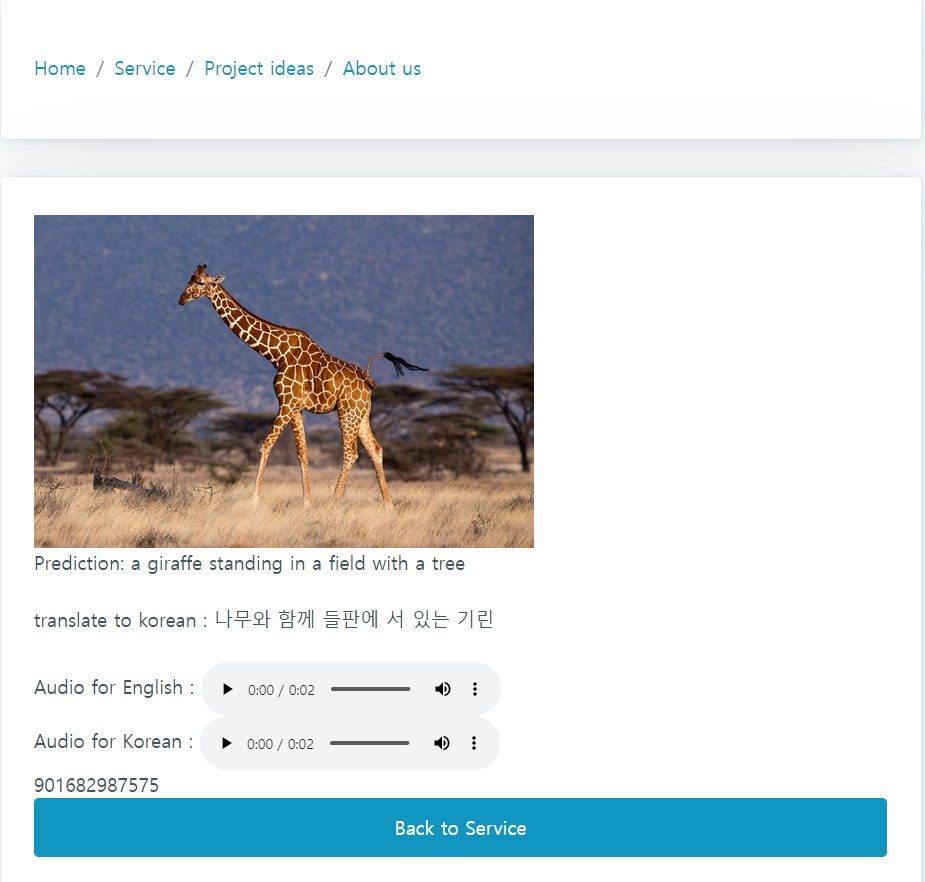 Home / Service / Project ideas / About us
Prediction: a giraffe standing in a field with a tree
translate to korean : 나무와 함께 들판에 서 있는 기린
Audio for English : 0:00 / 0:02
Audio for Korean : 0:00 / 0:02
901682987575
Back to Service